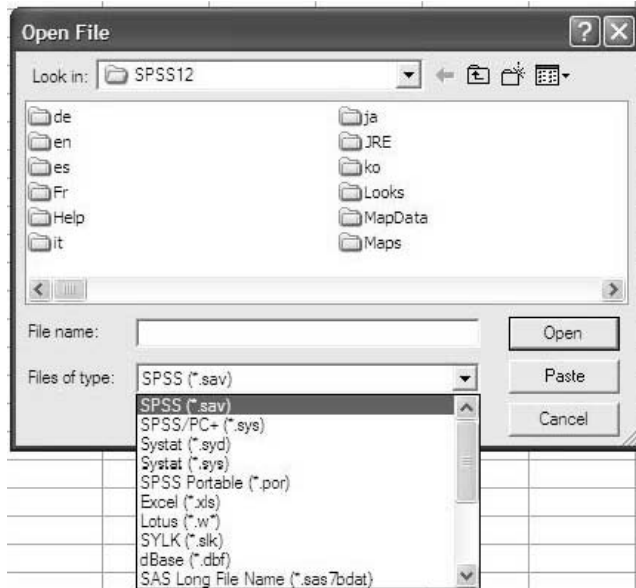 Open File
Look in: SPSS12
de
en
es
Fr
Help
it
ja
JRE
ko
Looks
MapData
Maps
File name:
Open
Files of type: SPSS (*.sav)
Paste
Cancel
SPSS (*.sav)
SPSS/PC+ (*.sys)
Systat (*.syd)
Systat (*.sys)
SPSS Portable (*.por)
Excel (*.xls)
Lotus (*.w*)
SYLK (*.slk)
dBase (*.dbf)
SAS Long File Name (*.sas7bdat)